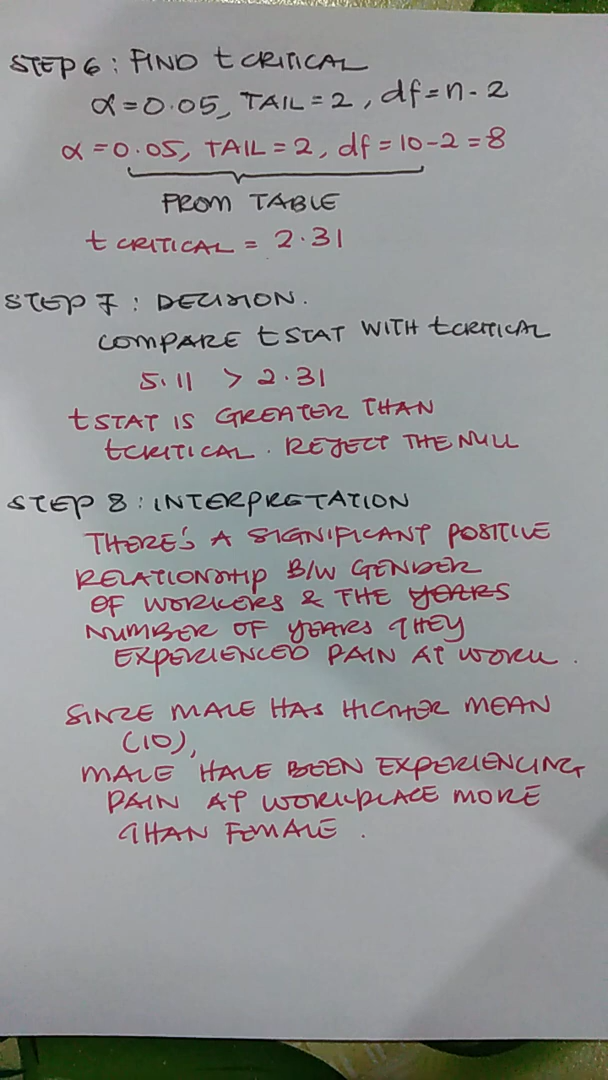 STEP 6 : FIND t CRITICAL
α = 0.05, TAIL = 2, df = n - 2
α = 0.05, TAIL = 2, df = 10 - 2 = 8
FROM TABLE
t CRITICAL = 2.31
STEP 7 : DECISION.
COMPARE t STAT WITH t CRITICAL
5.11 > 2.31
t STAT IS GREATER THAN
t CRITICAL. REJECT THE NULL
STEP 8 : INTERPRETATION
THERE'S A SIGNIFICANT POSITIVE
RELATIONSHIP B/W GENDER
OF WORKERS & THE YEARS
NUMBER OF YEARS THEY
EXPERIENCED PAIN AT WORK.
SINCE MALE HAS HIGHER MEAN
(10),
MALE HAVE BEEN EXPERIENCING
PAIN AT WORKPLACE MORE
THAN FEMALE.